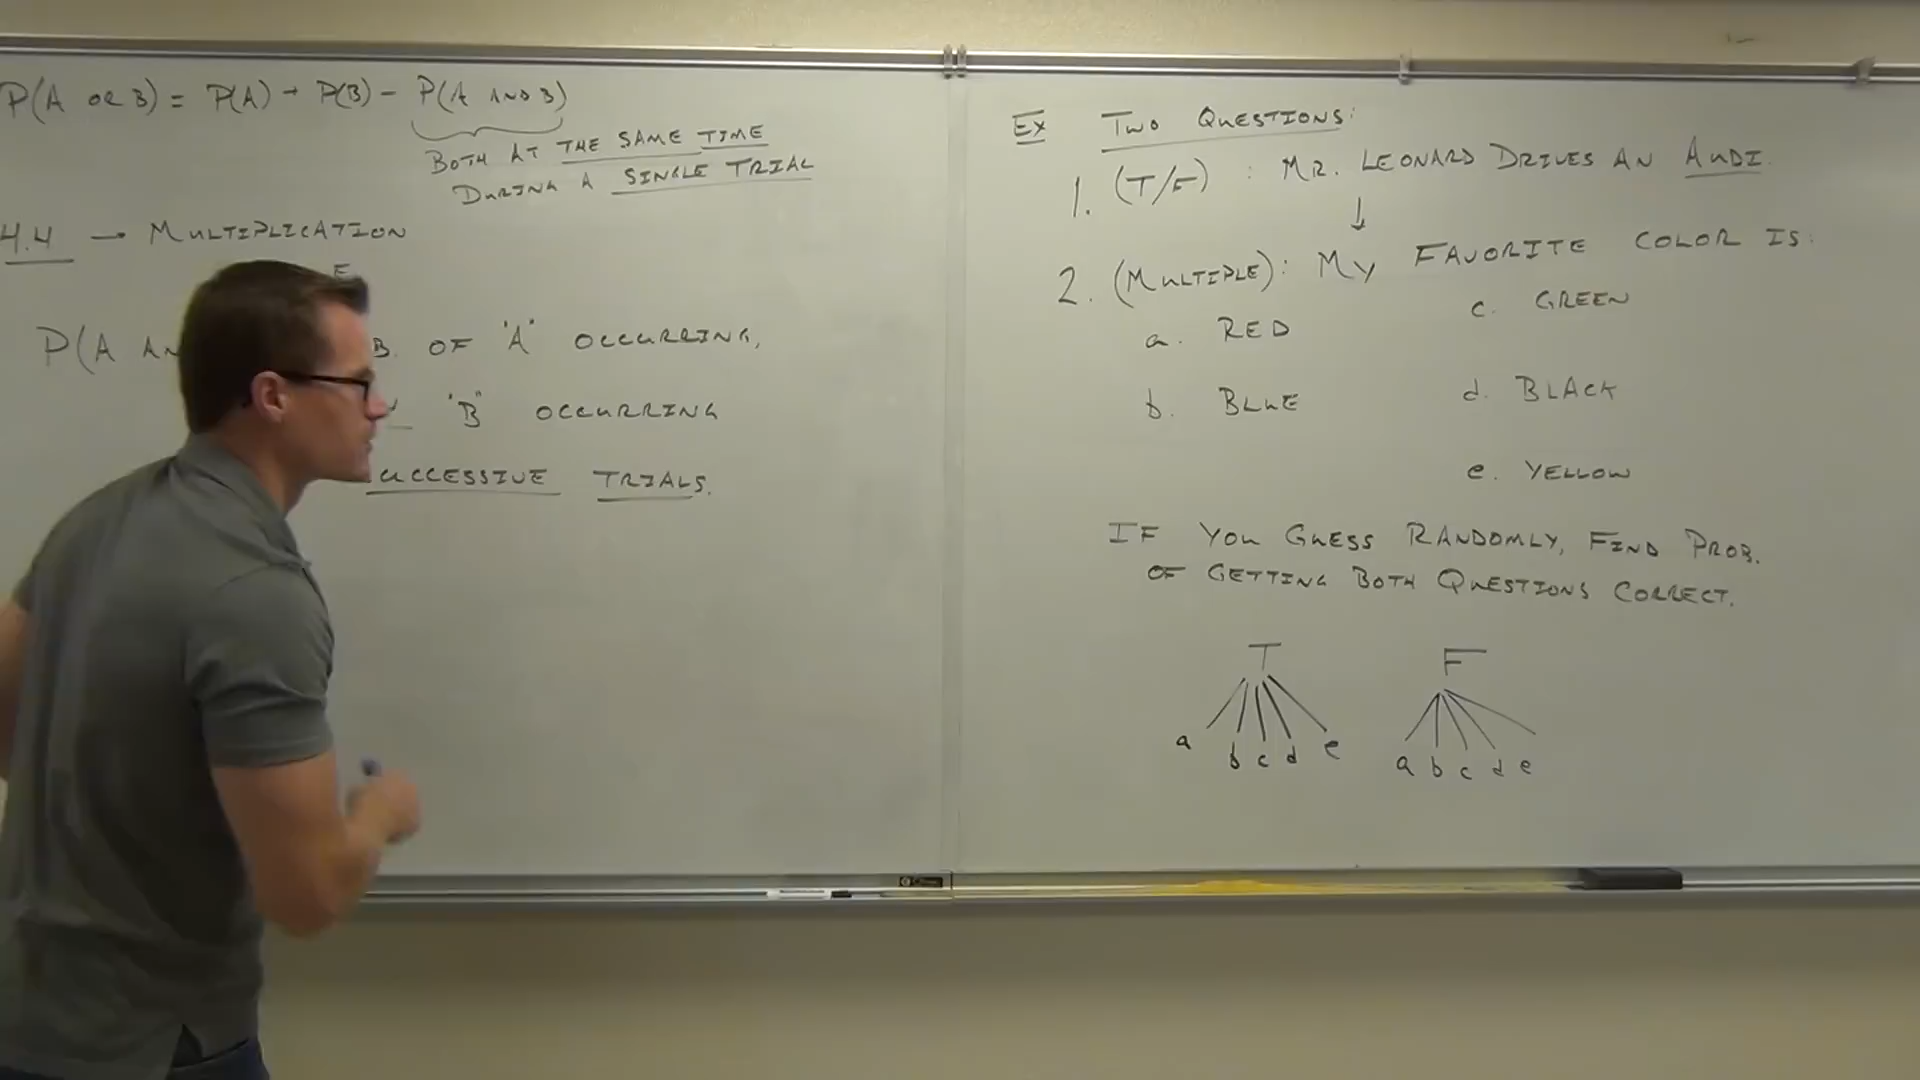 P(A OR B) = P(A) + P(B) - P(A AND B)
BOTH AT THE SAME TIME
DURING A SINGLE TRIAL
4.4 → MULTIPLICATION
P(A AN B. OF "A" OCCURRING,
"B" OCCURRING
UCCESSIVE TRIALS.
EX TWO QUESTIONS:
1. (T/F) : MR. LEONARD DRIVES AN AUDI.
↓
2. (MULTIPLE): MY FAVORITE COLOR IS:
a. RED
b. BLUE
c. GREEN
d. BLACK
e. YELLOW
IF YOU GUESS RANDOMLY, FIND PROB.
OF GETTING BOTH QUESTIONS CORRECT.
T F
a b c d e a b c d e